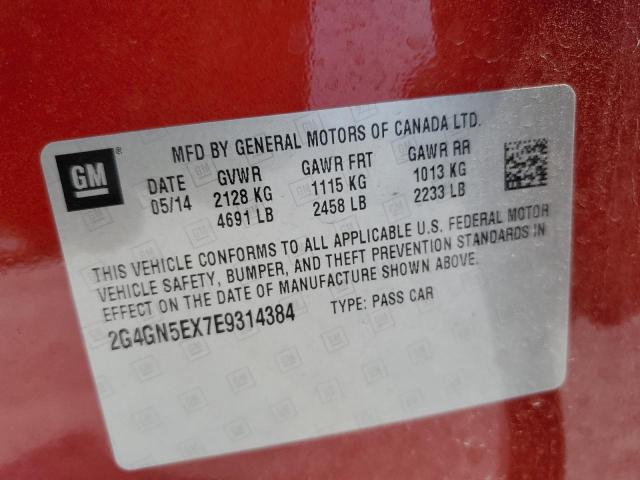 MFD BY GENERAL MOTORS OF CANADA LTD.
GM®
DATE GVWR GAWR FRT GAWR RR
05/14 2128 KG 1115 KG 1013 KG
4691 LB 2458 LB 2233 LB
THIS VEHICLE CONFORMS TO ALL APPLICABLE U.S. FEDERAL MOTOR
VEHICLE SAFETY, BUMPER, AND THEFT PREVENTION STANDARDS IN
EFFECT ON THE DATE OF MANUFACTURE SHOWN ABOVE.
2G4GN5EX7E9314384 TYPE: PASS CAR